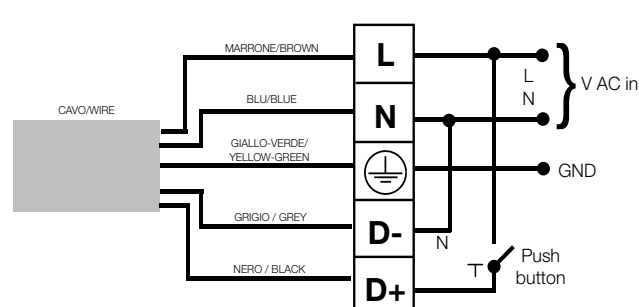 MARRONE/BROWN
L
L
N
V AC in
CAVO/WIRE
BLU/BLUE
N
GIALLO-VERDE/
YELLOW-GREEN
GND
GRIGIO / GREY
D-
N
NERO / BLACK
D+
Push
button